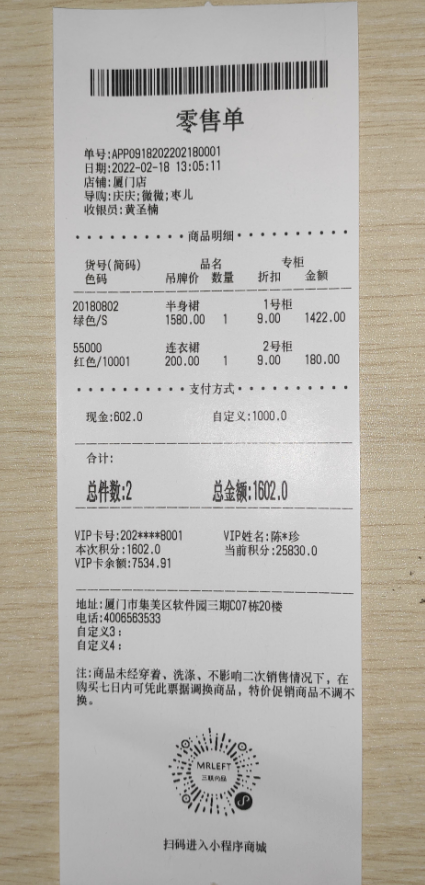 零售单
单号:APP0918202202180001
日期:2022-02-18 13:05:11
店铺:厦门店
导购:庆庆;微微;枣儿
收银员:黄圣楠
商品明细
货号(简码) 品名 专柜
色码 吊牌价 数量 折扣 金额
20180802 半身裙 1号柜
绿色/S 1580.00 1 9.00 1422.00
55000 连衣裙 2号柜
红色/10001 200.00 1 9.00 180.00
支付方式
现金:602.0 自定义:1000.0
合计:
总件数:2 总金额:1602.0
VIP卡号:202****8001 VIP姓名:陈*珍
本次积分:1602.0 当前积分:25830.0
VIP卡余额:7534.91
地址:厦门市集美区软件园三期C07栋20楼
电话:4006563533
自定义3:
自定义4:
注:商品未经穿着、洗涤、不影响二次销售情况下，在
购买七日内可凭此票据调换商品，特价促销商品不调不
换。
MRLEFT
三联尚品
扫码进入小程序商城